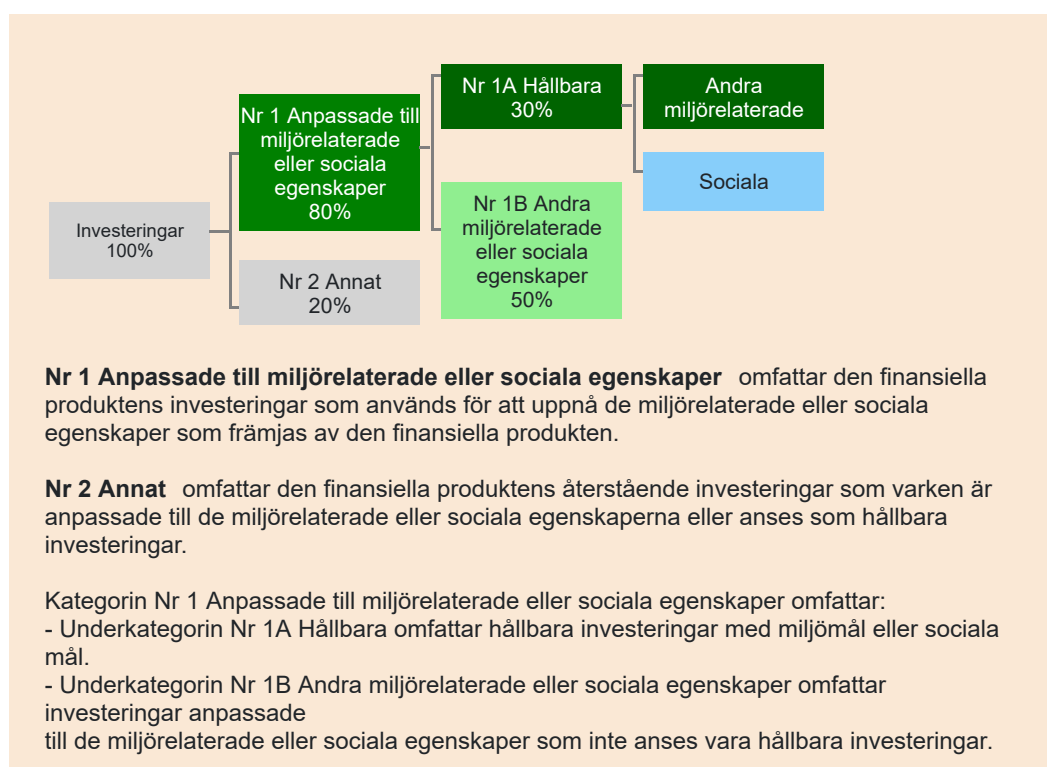 Investeringar
100%
Nr 1 Anpassade till
miljörelaterade
eller sociala
egenskaper
80%
Nr 2 Annat
20%
Nr 1A Hållbara
30%
Nr 1B Andra
miljörelaterade
eller sociala
egenskaper
50%
Andra
miljörelaterade
Sociala
Nr 1 Anpassade till miljörelaterade eller sociala egenskaper omfattar den finansiella
produktens investeringar som används för att uppnå de miljörelaterade eller sociala
egenskaper som främjas av den finansiella produkten.
Nr 2 Annat omfattar den finansiella produktens återstående investeringar som varken är
anpassade till de miljörelaterade eller sociala egenskaperna eller anses som hållbara
investeringar.
Kategorin Nr 1 Anpassade till miljörelaterade eller sociala egenskaper omfattar:
- Underkategorin Nr 1A Hållbara omfattar hållbara investeringar med miljömål eller sociala
mål.
- Underkategorin Nr 1B Andra miljörelaterade eller sociala egenskaper omfattar
investeringar anpassade
till de miljörelaterade eller sociala egenskaper som inte anses vara hållbara investeringar.